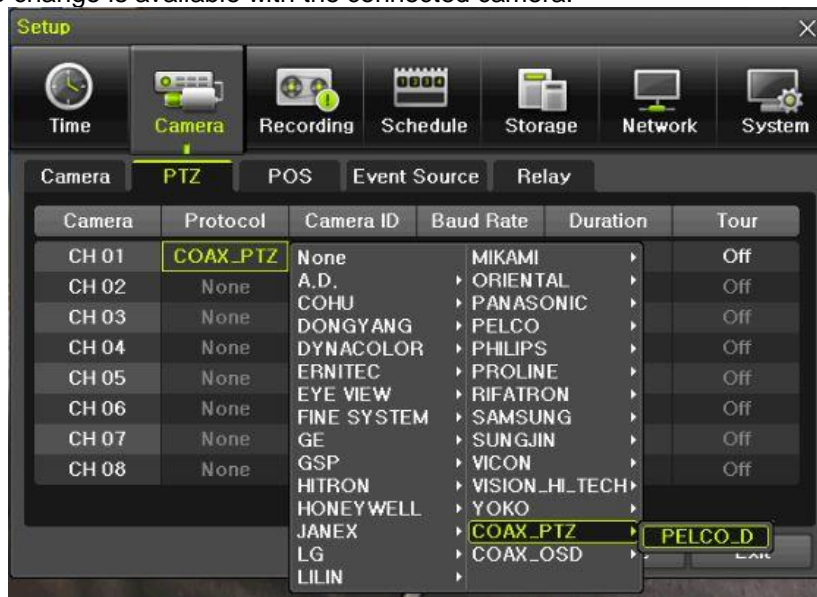 change is available with the connected camera.
Setup
Time Camera Recording Schedule Storage Network System
Camera PTZ POS Event Source Relay
Camera Protocol Camera ID Baud Rate Duration Tour
CH 01 COAX_PTZ Off
CH 02 None Off
CH 03 None Off
CH 04 None Off
CH 05 None Off
CH 06 None Off
CH 07 None Off
CH 08 None Off
None
A.D.
COHU
DONGYANG
DYNACOLOR
ERNITEC
EYE VIEW
FINE SYSTEM
GE
GSP
HITRON
HONEYWELL
JANEX
LG
LILIN
MIKAMI
ORIENTAL
PANASONIC
PELCO
PHILIPS
PROLINE
RIFATRON
SAMSUNG
SUNGJIN
VICON
VISION_HI_TECH
YOKO
COAX_PTZ
COAX_OSD
PELCO_D